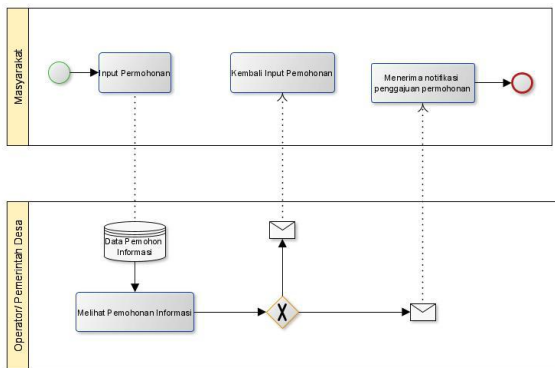 Masyarakat
Input Permohonan
Kembali Input Pemohonan
Menerima notifikasi
penggajuan permohonan
Operator/ Pemerintah Desa
Data Pemohon
Informasi
Melihat Pemohonan Informasi
X